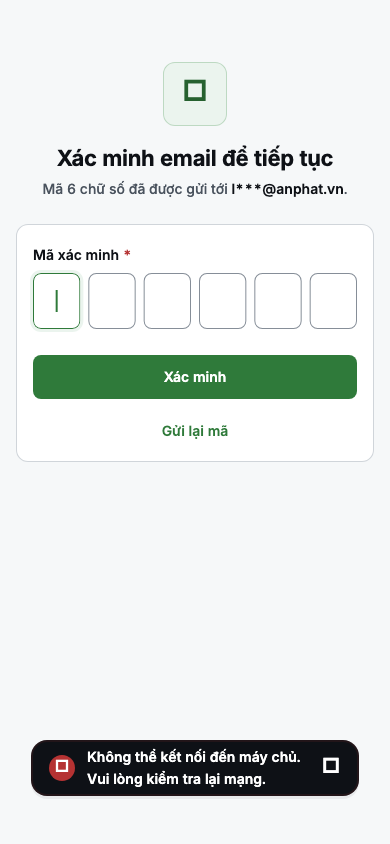 Xác minh email để tiếp tục
Mã 6 chữ số đã được gửi tới l***@anphat.vn.
Mã xác minh *
Xác minh
Gửi lại mã
Không thể kết nối đến máy chủ.
Vui lòng kiểm tra lại mạng.